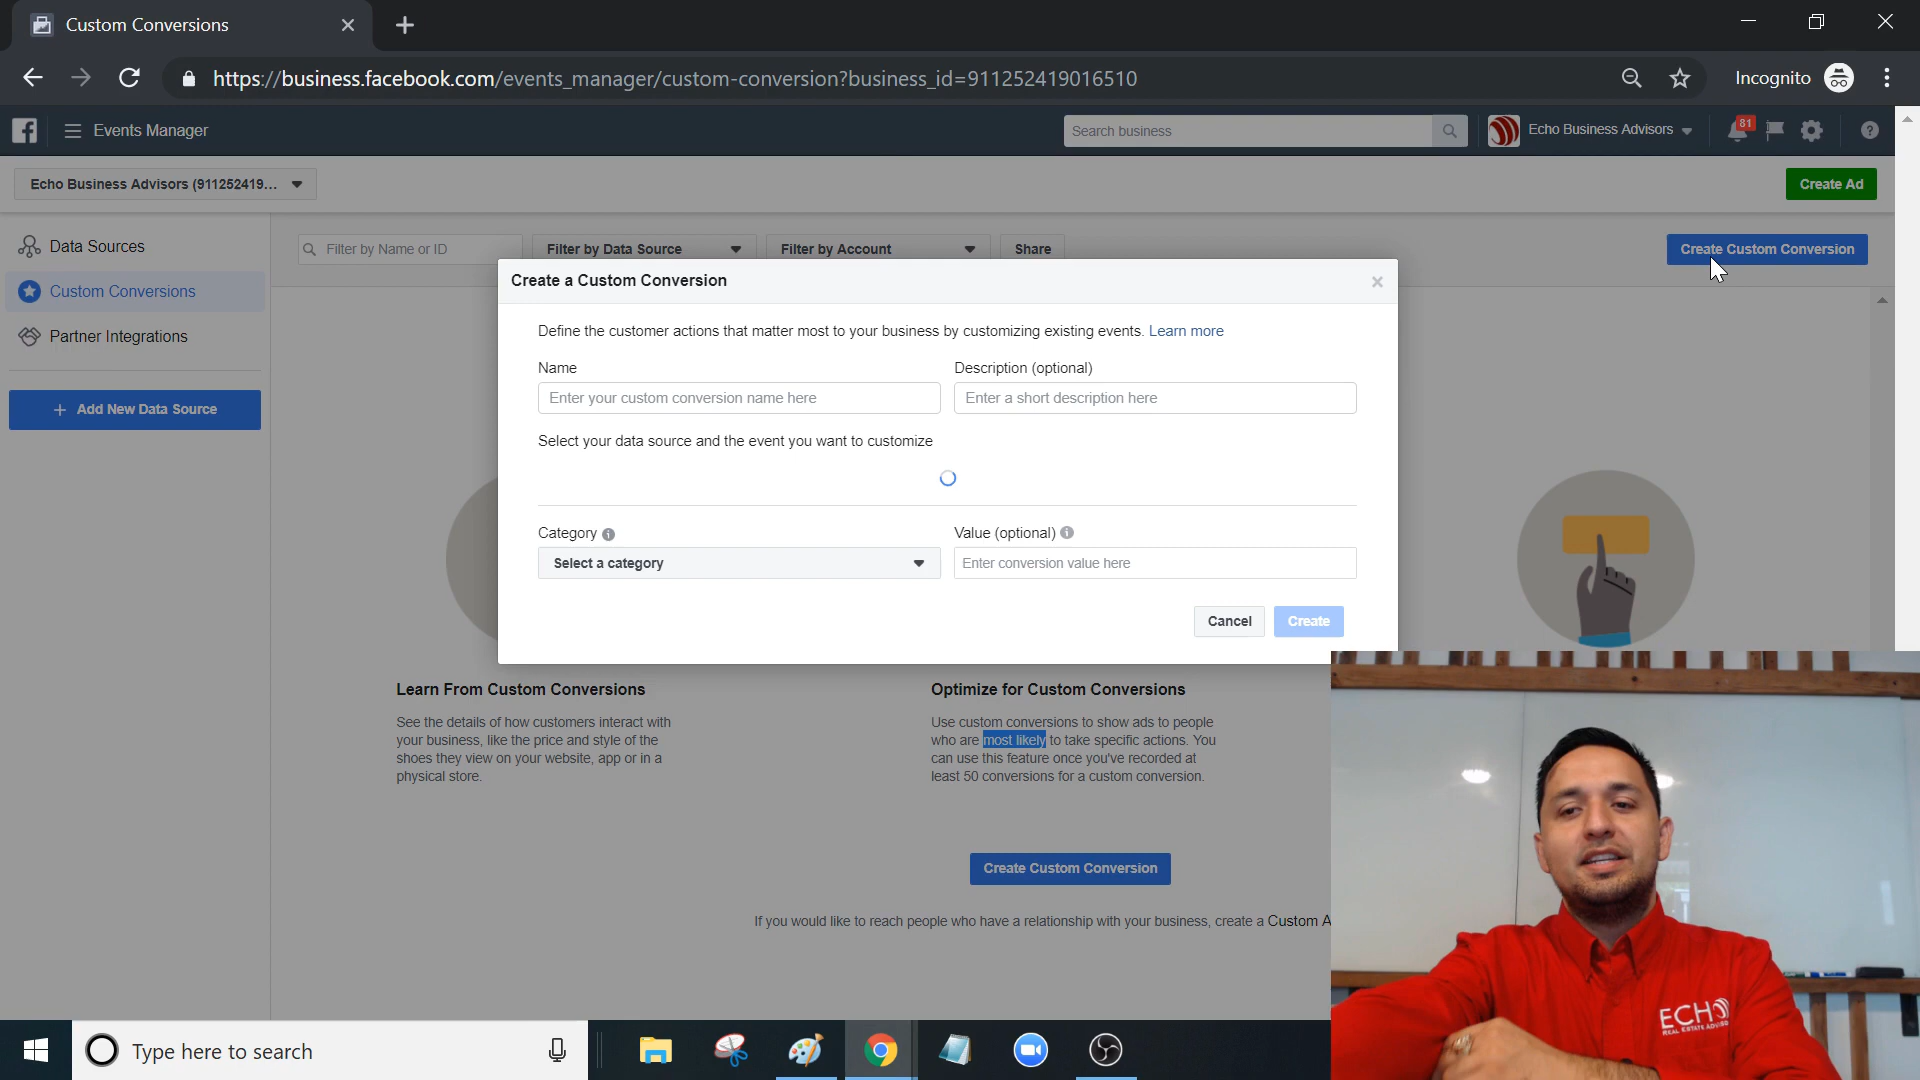 Custom Conversions
https://business.facebook.com/events_manager/custom-conversion?business_id=911252419016510
Incognito
Events Manager
Search business
Echo Business Advisors
81
Echo Business Advisors (911252419...
Create Ad
Data Sources
Custom Conversions
Partner Integrations
+ Add New Data Source
Filter by Name or ID
Filter by Data Source
Filter by Account
Share
Create Custom Conversion
Create a Custom Conversion
Define the customer actions that matter most to your business by customizing existing events. Learn more
Name
Description (optional)
Enter your custom conversion name here
Enter a short description here
Select your data source and the event you want to customize
Category
Value (optional)
Select a category
Enter conversion value here
Cancel
Create
Learn From Custom Conversions
See the details of how customers interact with
your business, like the price and style of the
shoes they view on your website, app or in a
physical store.
Optimize for Custom Conversions
Use custom conversions to show ads to people
who are most likely to take specific actions. You
can use this feature once you've recorded at
least 50 conversions for a custom conversion.
Create Custom Conversion
If you would like to reach people who have a relationship with your business, create a Custom A
ECHO
REAL ESTATE
Type here to search